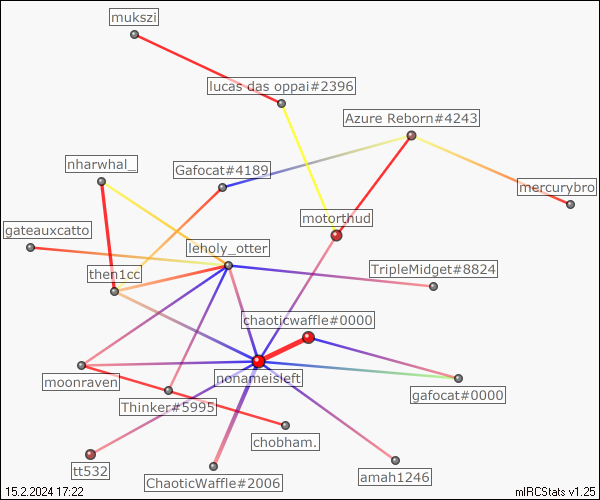 mukszi
lucas das oppai#2396
Azure Reborn#4243
nharwhal_
Gafocat#4189
mercurybro
motorthud
gateauxcatto
leholy_otter
then1cc
TripleMidget#8824
chaoticwaffle#0000
moonraven
nonameisleft
gafocat#0000
Thinker#5995
chobham.
tt532
ChaoticWaffle#2006
amah1246
15.2.2024 17:22
mIRCStats v1.25